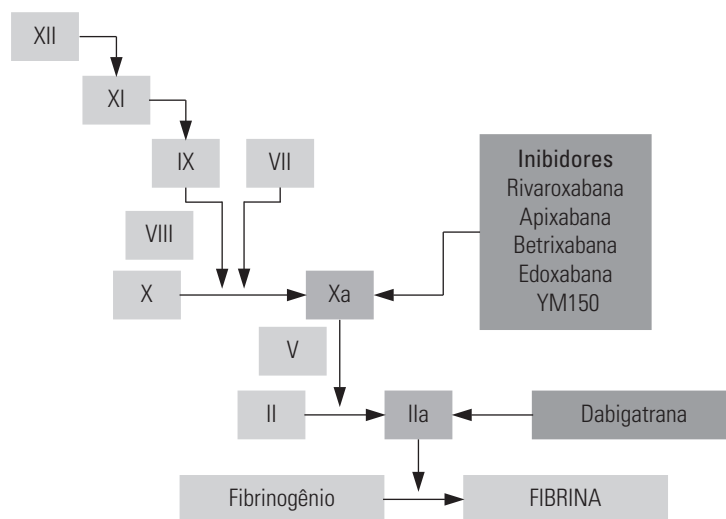 XII
XI
IX
VII
VIII
X
Xa
Inibidores
Rivaroxabana
Apixabana
Betrixabana
Edoxabana
YM150
V
II
IIa
Dabigatrana
Fibrinogênio
FIBRINA